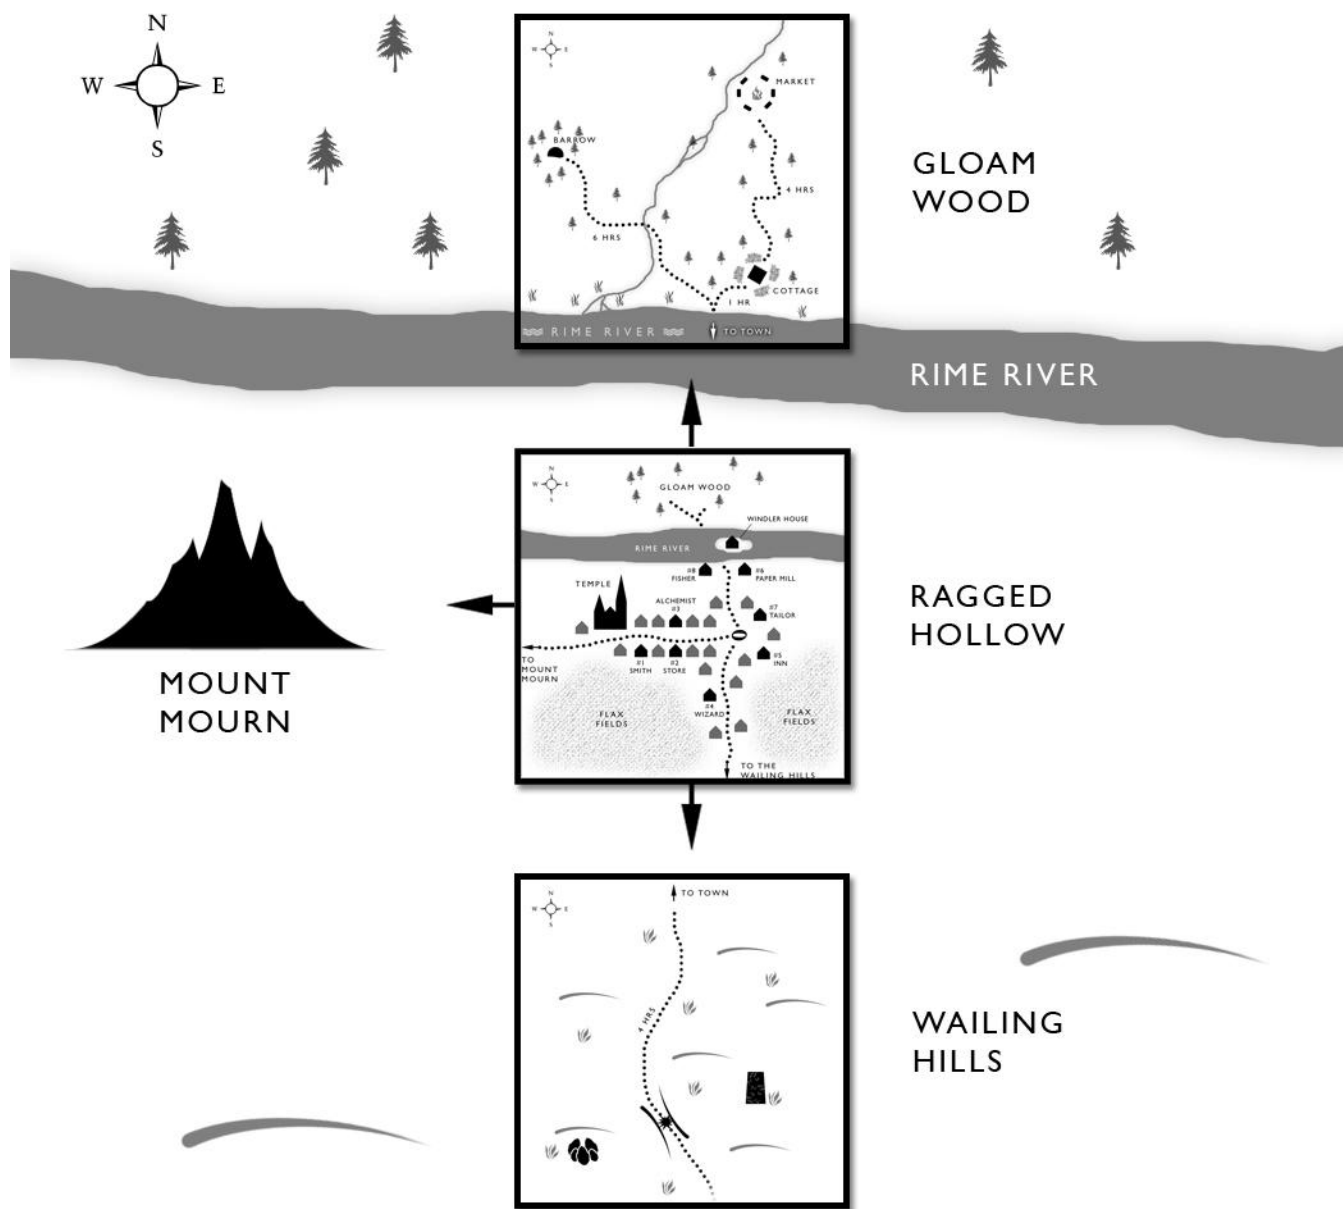 N
W E
S
N
W E
S
MARKET
BARROW
4 HRS
6 HRS
COTTAGE
1 HR
RIME RIVER
TO TOWN
GLOAM
WOOD
RIME RIVER
N
W E
S
GLOAM WOOD
WINDLER HOUSE
RIME RIVER
#8
FISHER
#6
PAPER MILL
TEMPLE
ALCHEMIST
#3
#7
TAILOR
TO
MOUNT
MOURN
#1
SMITH
#2
STORE
#5
INN
#4
WIZARD
FLAX
FIELDS
FLAX
FIELDS
TO THE
WAILING HILLS
RAGGED
HOLLOW
MOUNT
MOURN
N
W E
S
TO TOWN
4 HRS
WAILING
HILLS